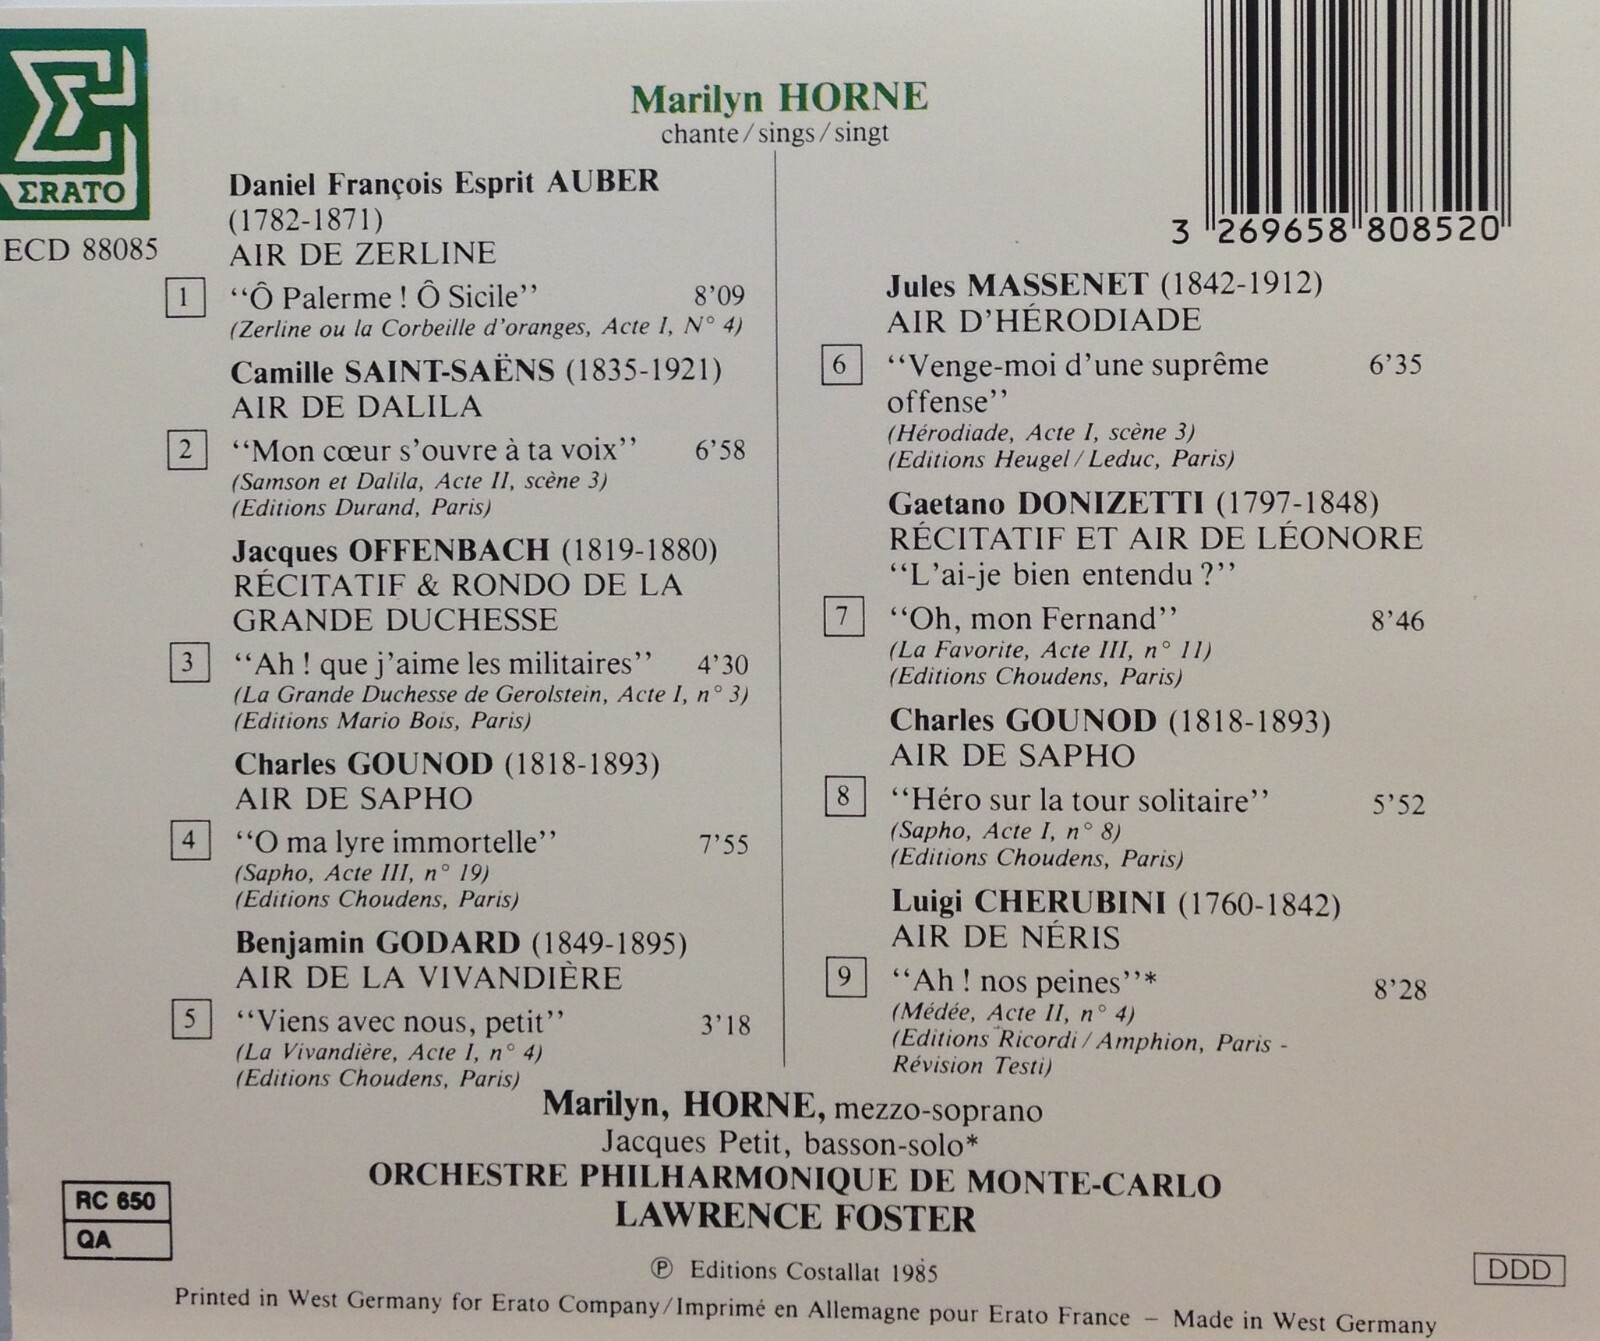 ΣRATO
ECD 88085
Marilyn HORNE
chante/sings/singt
3 269658 808520
Daniel François Esprit AUBER
(1782-1871)
AIR DE ZERLINE
1 ‘‘Ô Palerme ! Ô Sicile’’ 8’09
(Zerline ou la Corbeille d’oranges, Acte I, N° 4)
Camille SAINT-SAËNS (1835-1921)
AIR DE DALILA
2 ‘‘Mon cœur s’ouvre à ta voix’’ 6’58
(Samson et Dalila, Acte II, scène 3)
(Editions Durand, Paris)
Jacques OFFENBACH (1819-1880)
RÉCITATIF & RONDO DE LA
GRANDE DUCHESSE
3 ‘‘Ah ! que j’aime les militaires’’ 4’30
(La Grande Duchesse de Gerolstein, Acte I, n° 3)
(Editions Mario Bois, Paris)
Charles GOUNOD (1818-1893)
AIR DE SAPHO
4 ‘‘O ma lyre immortelle’’ 7’55
(Sapho, Acte III, n° 19)
(Editions Choudens, Paris)
Benjamin GODARD (1849-1895)
AIR DE LA VIVANDIÈRE
5 ‘‘Viens avec nous, petit’’ 3’18
(La Vivandière, Acte I, n° 4)
(Editions Choudens, Paris)
Jules MASSENET (1842-1912)
AIR D’HÉRODIADE
6 ‘‘Venge-moi d’une suprême 6’35
offense’’
(Hérodiade, Acte I, scène 3)
(Editions Heugel/Leduc, Paris)
Gaetano DONIZETTI (1797-1848)
RÉCITATIF ET AIR DE LÉONORE
‘‘L’ai-je bien entendu ?’’
7 ‘‘Oh, mon Fernand’’ 8’46
(La Favorite, Acte III, n° 11)
(Editions Choudens, Paris)
Charles GOUNOD (1818-1893)
AIR DE SAPHO
8 ‘‘Héro sur la tour solitaire’’ 5’52
(Sapho, Acte I, n° 8)
(Editions Choudens, Paris)
Luigi CHERUBINI (1760-1842)
AIR DE NÉRIS
9 ‘‘Ah ! nos peines’’* 8’28
(Médée, Acte II, n° 4)
(Editions Ricordi/Amphion, Paris -
Révision Testi)
Marilyn, HORNE, mezzo-soprano
Jacques Petit, basson-solo*
ORCHESTRE PHILHARMONIQUE DE MONTE-CARLO
LAWRENCE FOSTER
RC 650
QA
℗ Editions Costallat 1985
DDD
Printed in West Germany for Erato Company/Imprimé en Allemagne pour Erato France – Made in West Germany